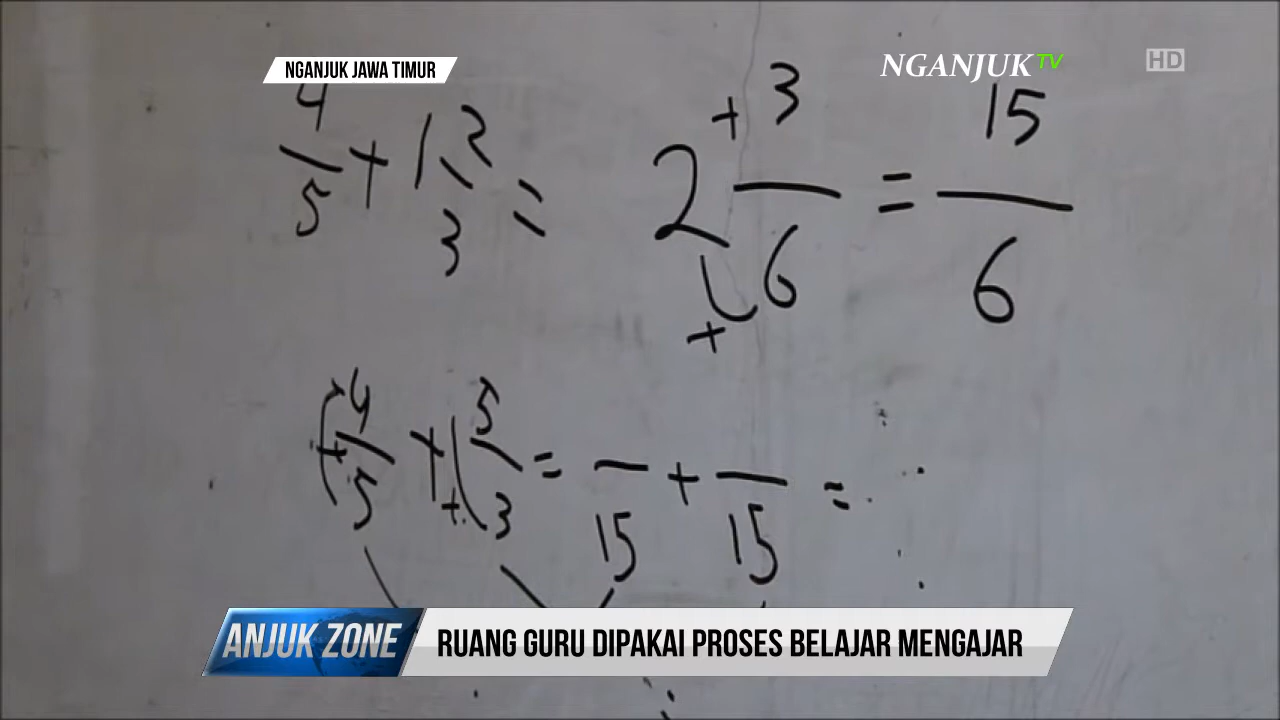 NGANJUK JAWA TIMUR
NGANJUK TV
HD
4/5 + 1 2/3 =
2 + 3/6 = 15/6
+
4/5 + 5/3 = /15 + /15 =
ANJUK ZONE
RUANG GURU DIPAKAI PROSES BELAJAR MENGAJAR